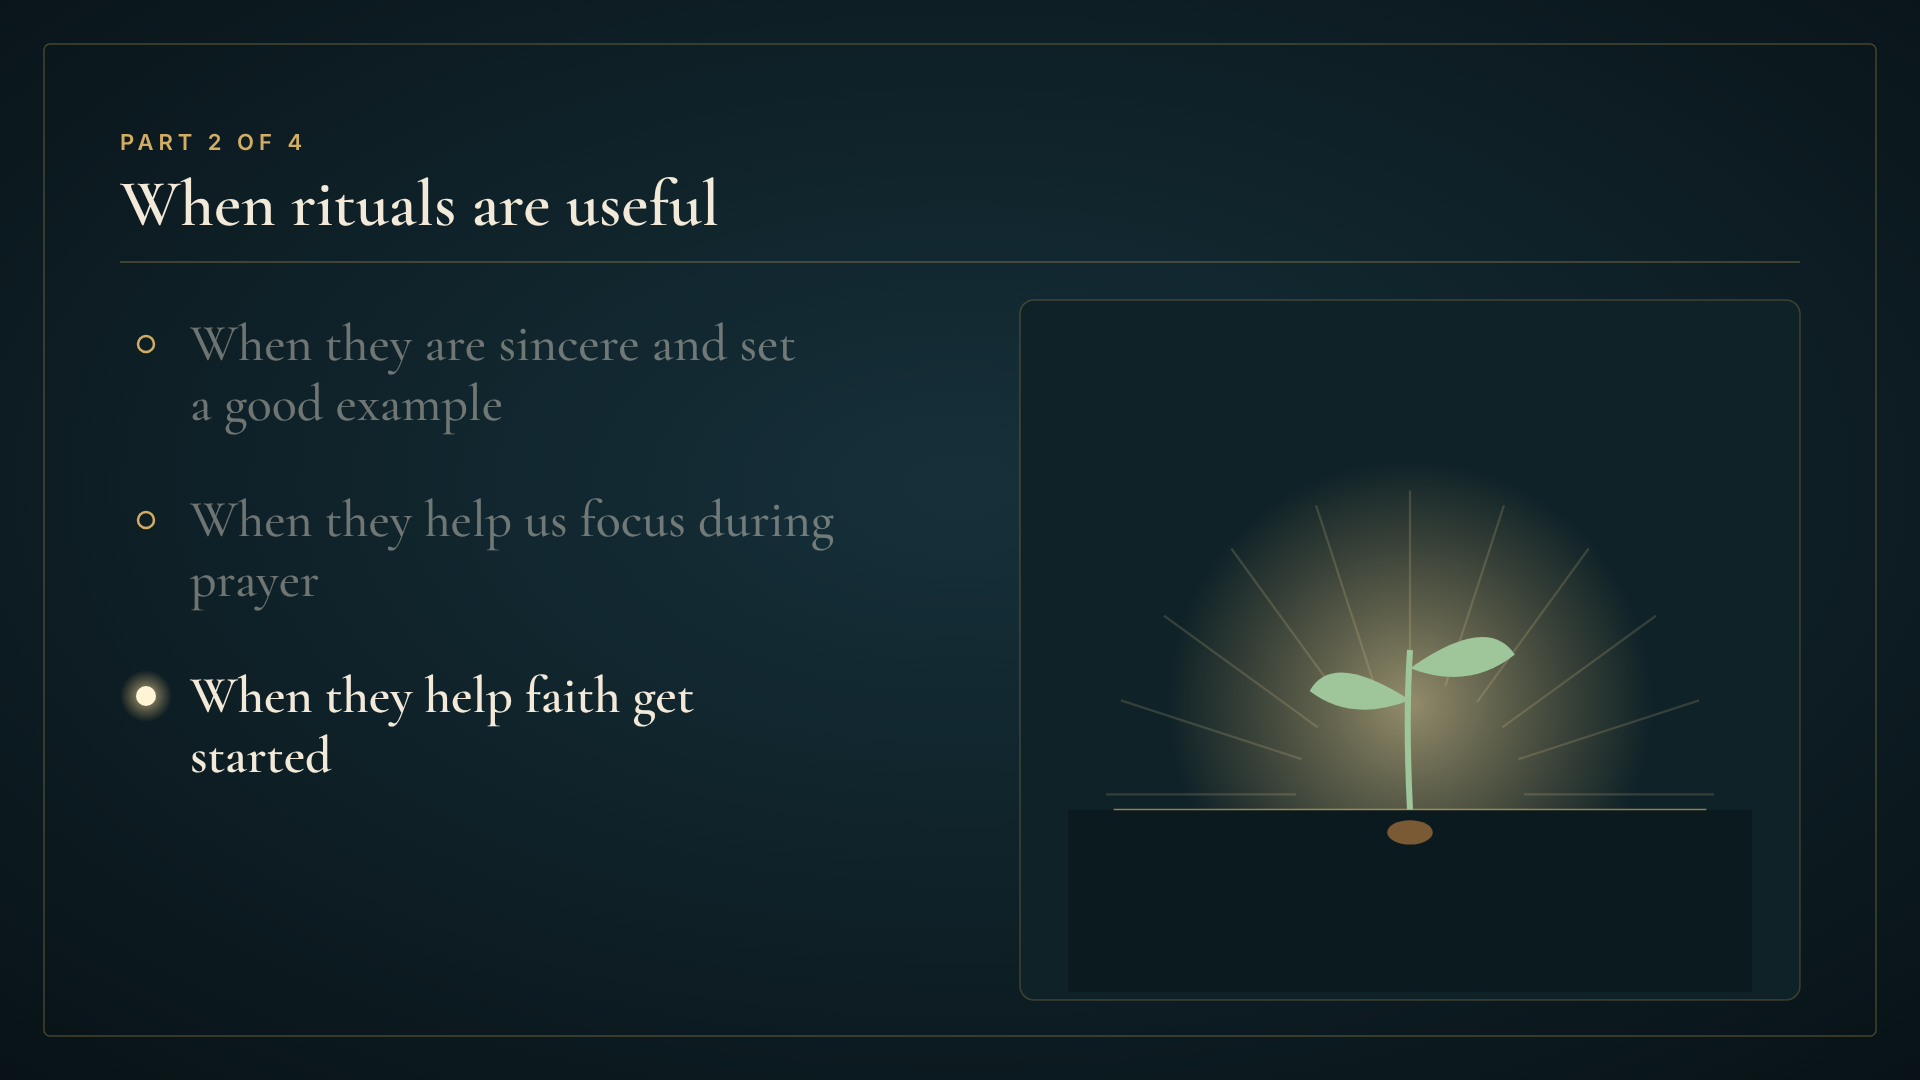 PART 2 OF 4
When rituals are useful
When they are sincere and set
a good example
When they help us focus during
prayer
When they help faith get
started